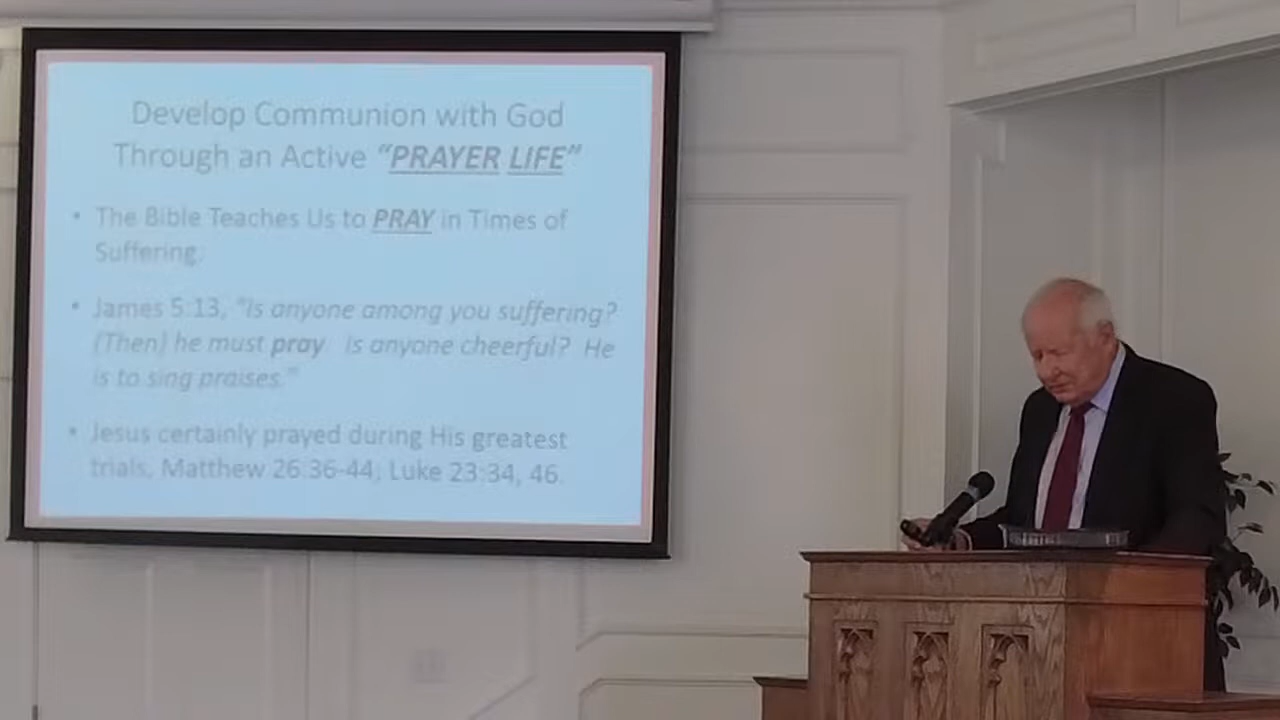 Develop Communion with God
Through an Active "PRAYER LIFE"
• The Bible Teaches Us to PRAY in Times of
Suffering;
• James 5:13, "Is anyone among you suffering?
(Then) he must pray  Is anyone cheerful? He
is to sing praises."
• Jesus certainly prayed during His greatest
trials, Matthew 26:36-44; Luke 23:34, 46.